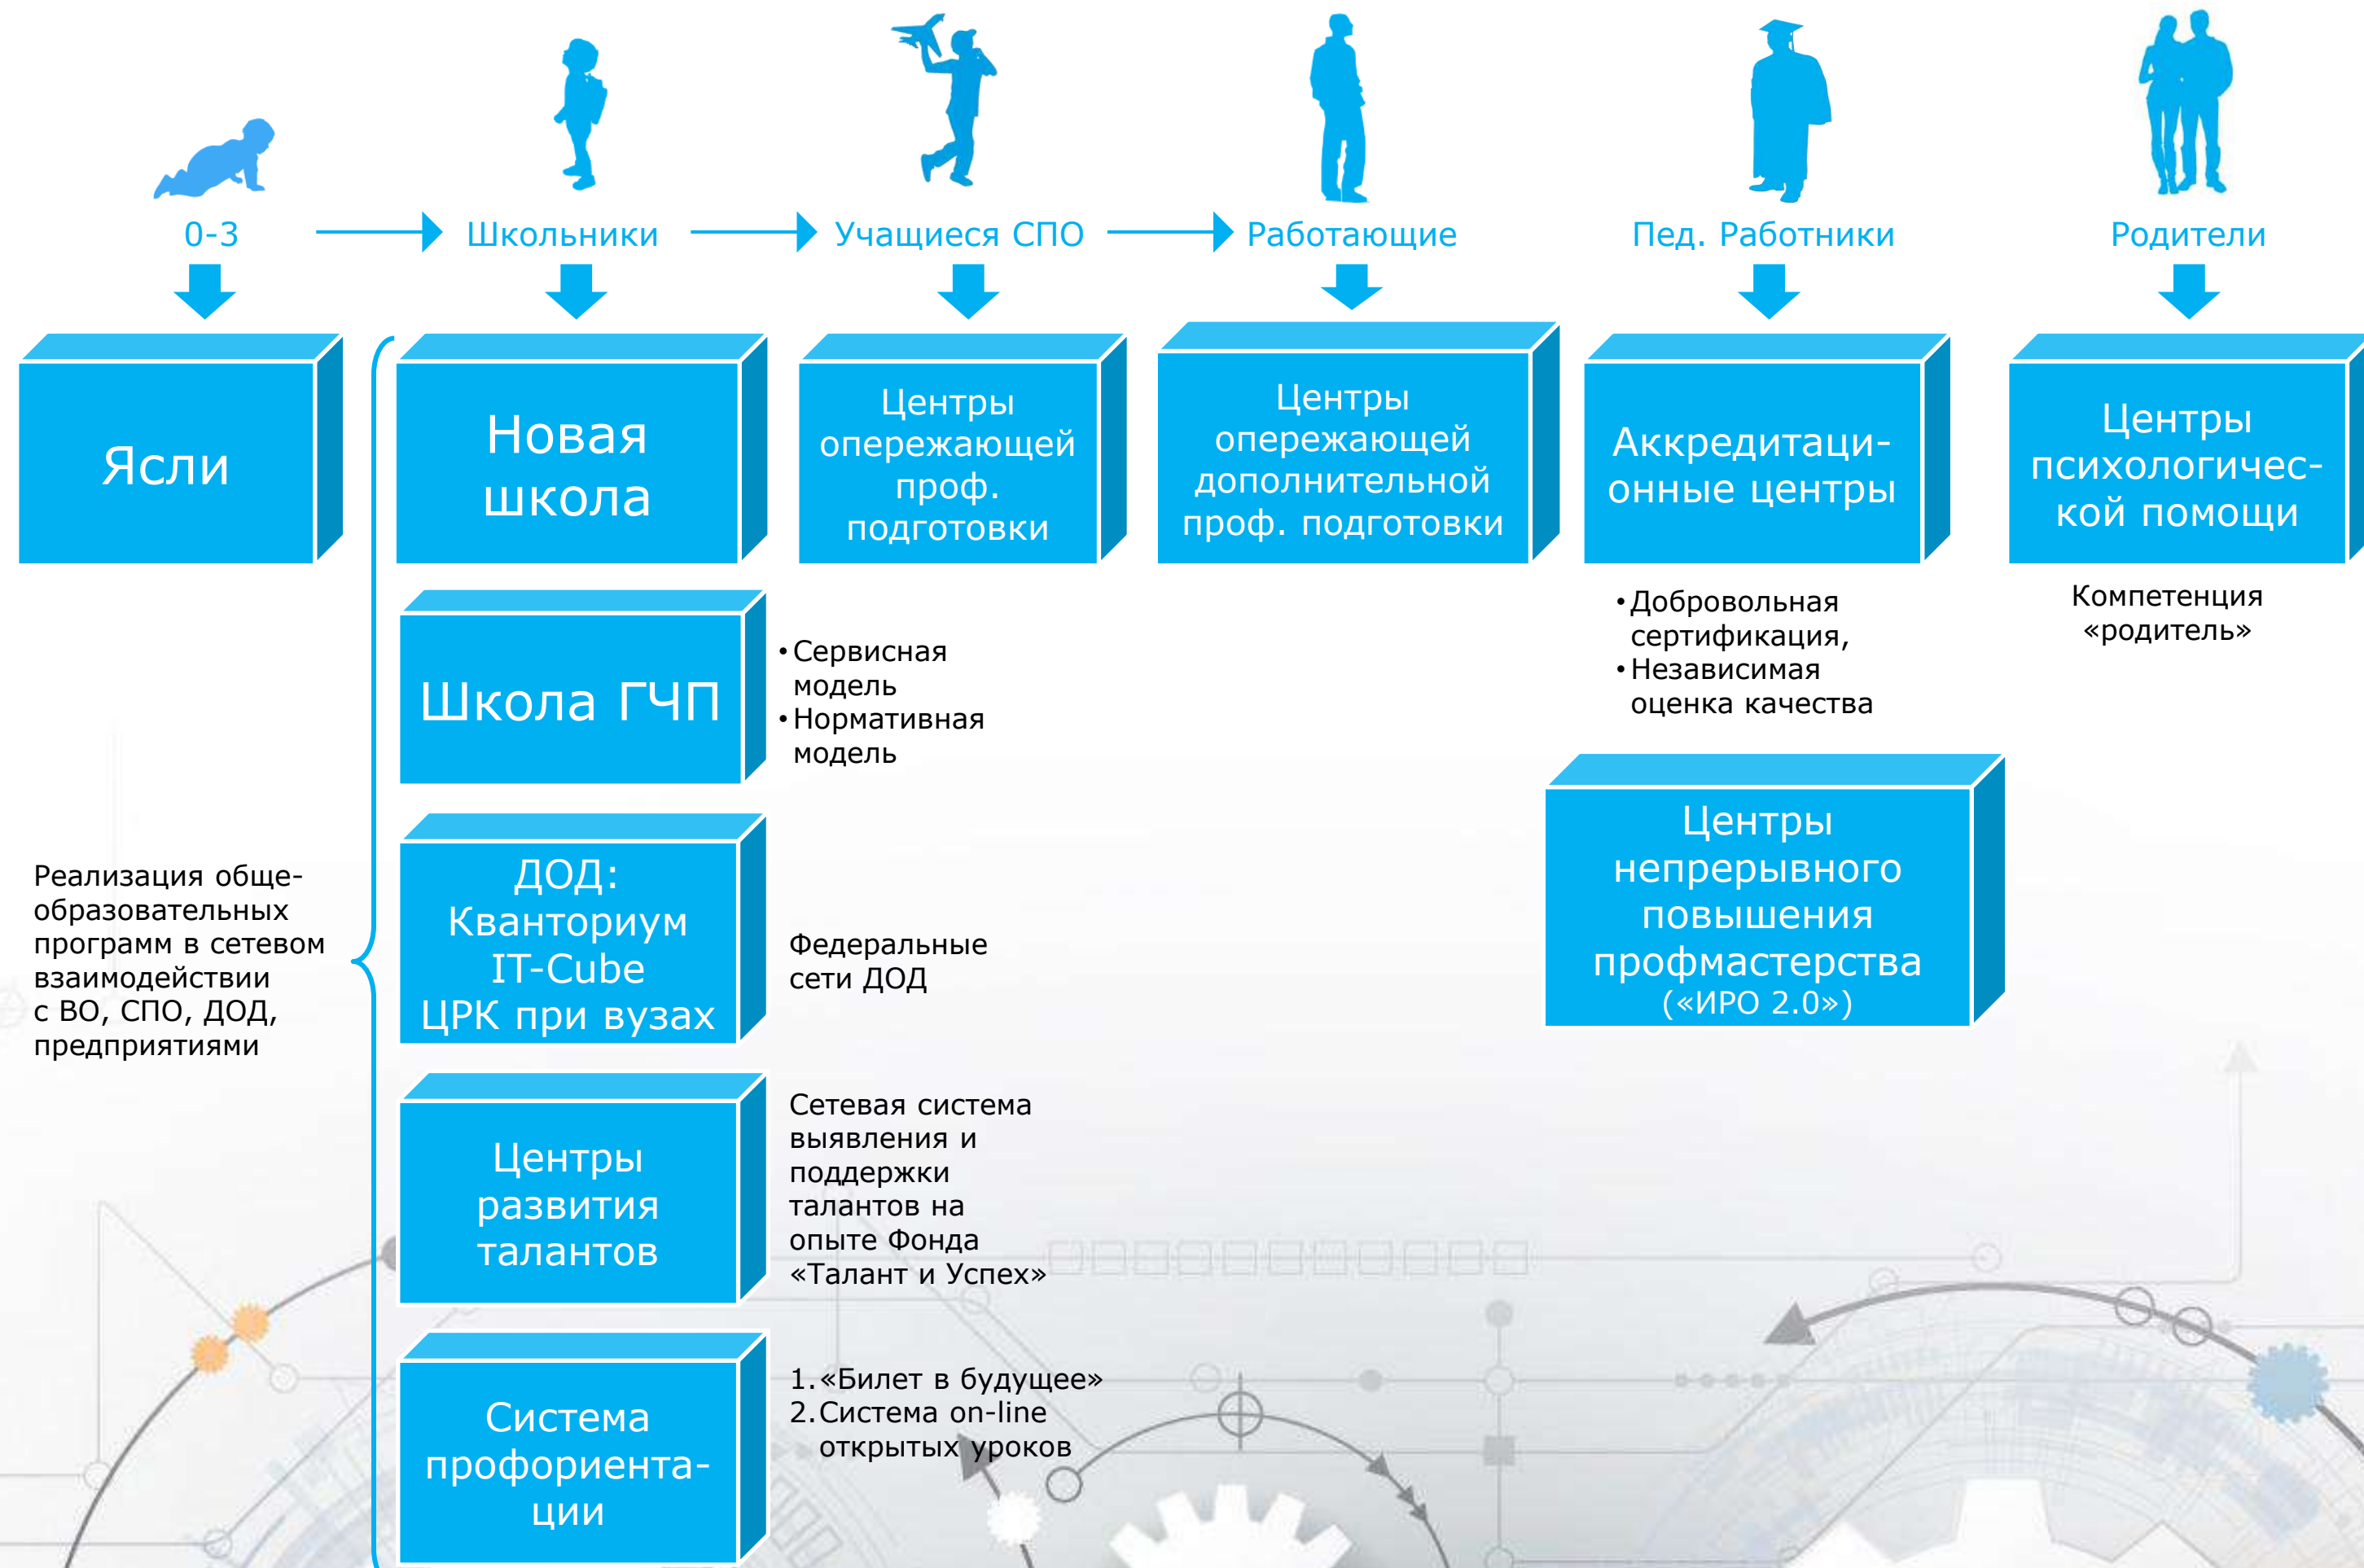 0-3
Школьники
Учащиеся СПО
Работающие
Пед. Работники
Родители
Ясли
Новая
школа
Центры
опережающей
проф.
подготовки
Центры
опережающей
дополнительной
проф. подготовки
Аккредитаци-
онные центры
Центры
психологичес-
кой помощи
• Добровольная
сертификация,
• Независимая
оценка качества
Компетенция
«родитель»
Школа ГЧП
• Сервисная
модель
• Нормативная
модель
Центры
непрерывного
повышения
профмастерства
(«ИРО 2.0»)
Реализация обще-
образовательных
программ в сетевом
взаимодействии
с ВО, СПО, ДОД,
предприятиями
ДОД:
Кванториум
IT-Cube
ЦРК при вузах
Федеральные
сети ДОД
Центры
развития
талантов
Сетевая система
выявления и
поддержки
талантов на
опыте Фонда
«Талант и Успех»
Система
профориента-
ции
1. «Билет в будущее»
2. Система on-line
открытых уроков